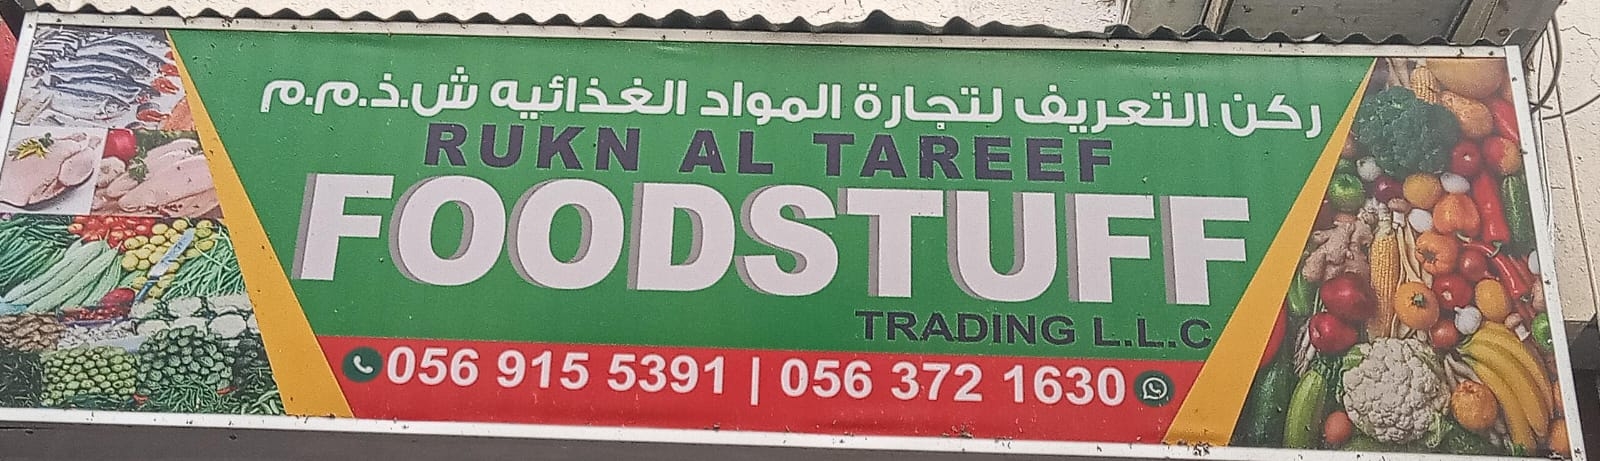 ركن التعريف لتجارة المواد الغذائيه ش.ذ.م.م
RUKN AL TAREEF
FOODSTUFF
TRADING L.L.C
056 915 5391 | 056 372 1630